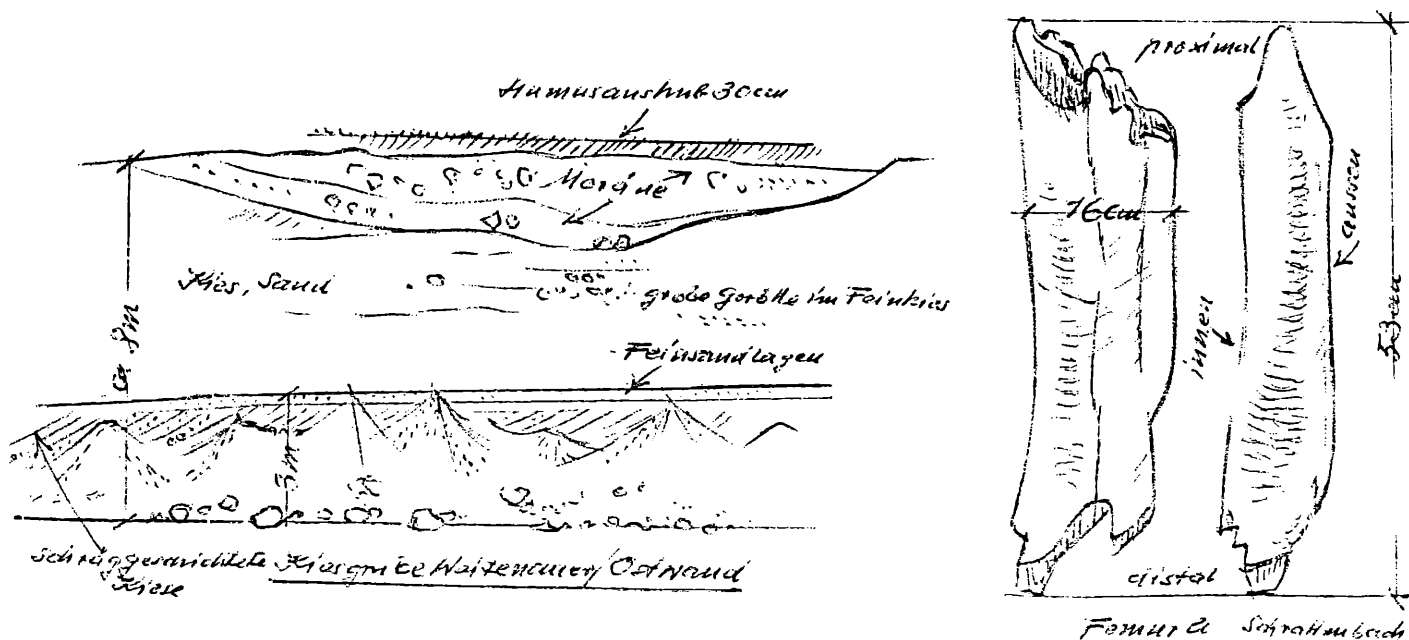 Humusaushub 30cm
Moräne
Kies, Sand
grobe Gerölle im Feinkies
ca 8m
Feinsandlagen
3m
schräggeschichtete
Kiese
Kiesgrube Waizenauer/Ostwand
proximal
16cm
aussen
innen
53cm
distal
Femur
Schrattenbach